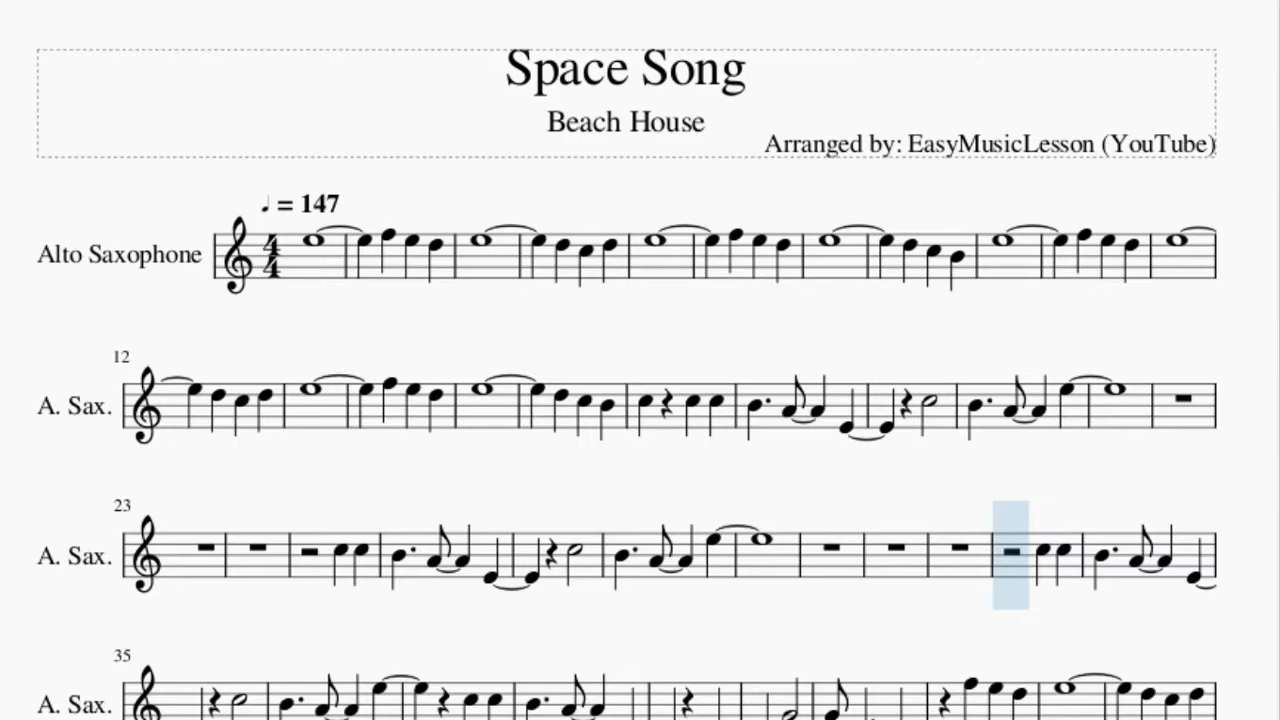 Space Song
Beach House
Arranged by: EasyMusicLesson (YouTube)
♩ = 147
Alto Saxophone
4
4
12
A. Sax.
23
A. Sax.
35
A. Sax.